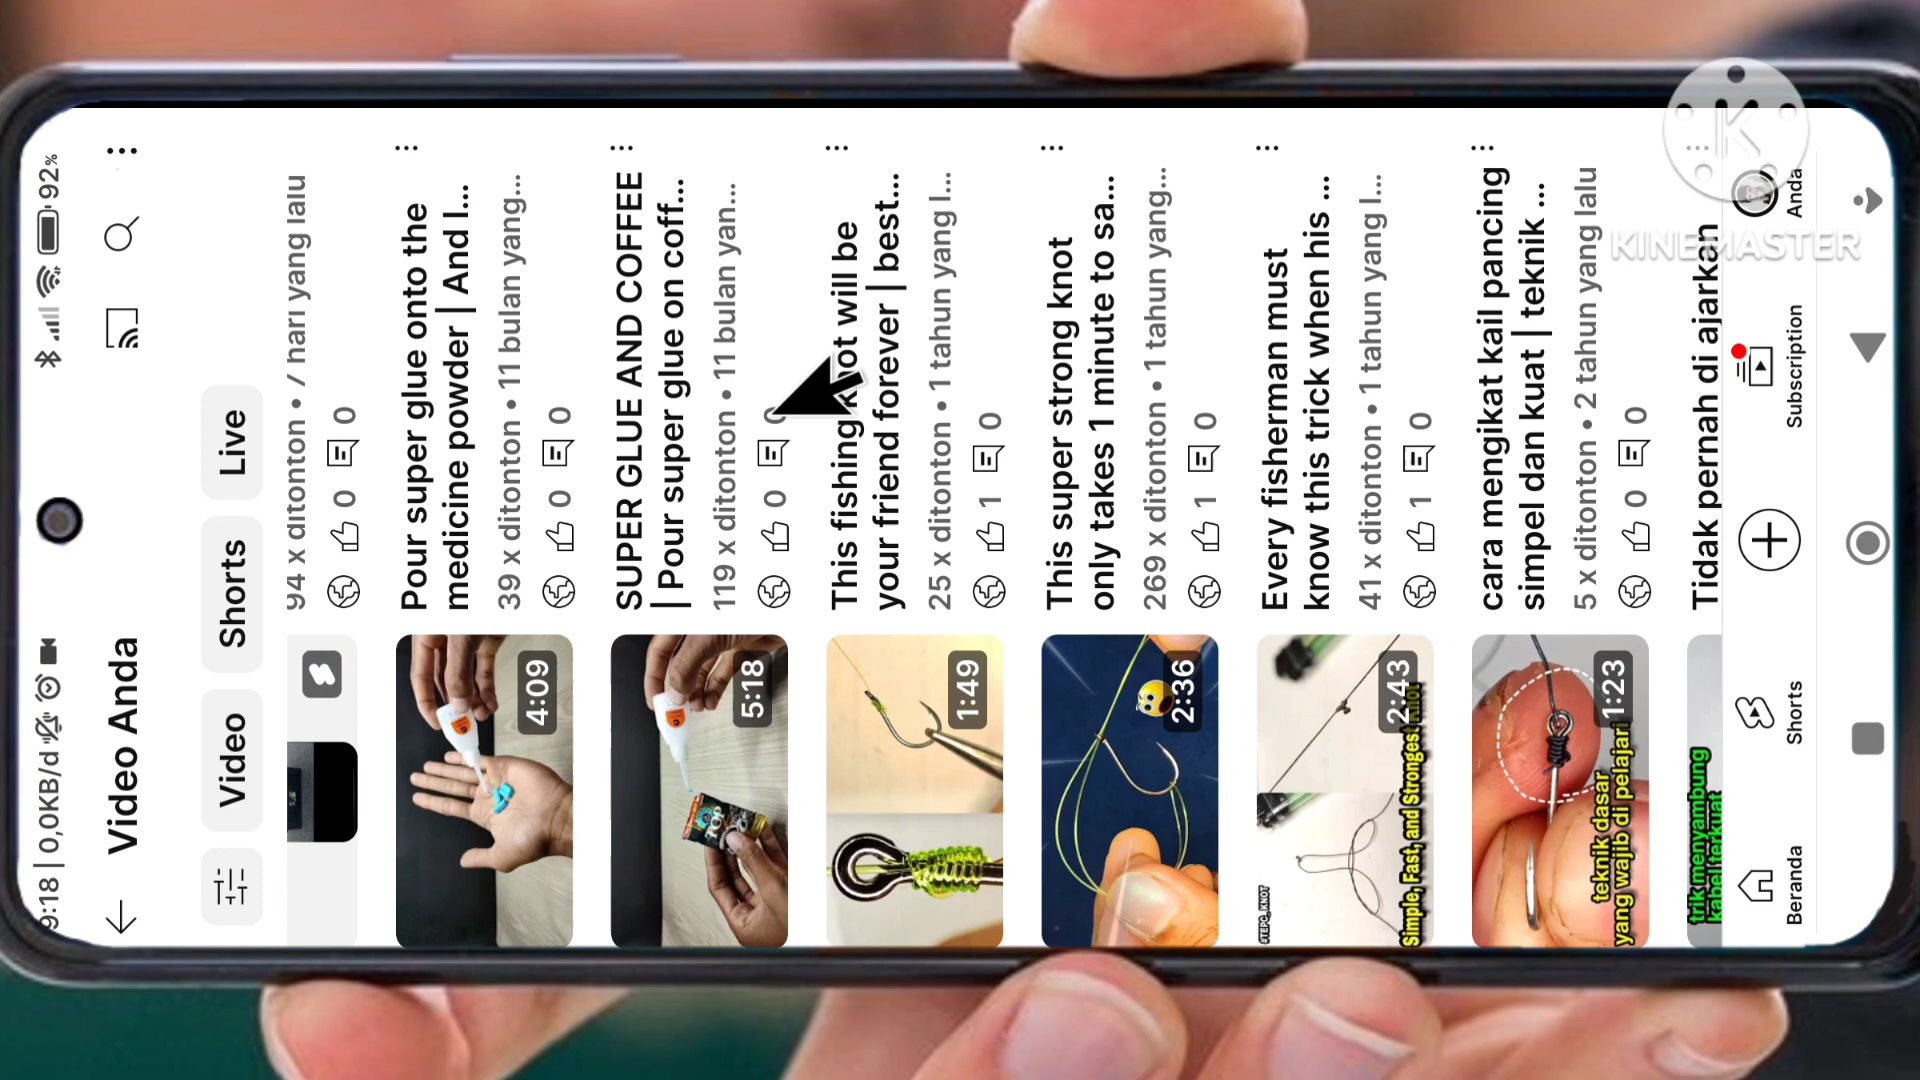 9:18 | 0,0KB/d
92%
Video Anda
Video
Shorts
Live
94 x ditonton • 7 hari yang lalu
0 0
4:09
Pour super glue onto the
medicine powder | And I...
39 x ditonton • 11 bulan yang...
0 0
5:18
SUPER GLUE AND COFFEE
| Pour super glue on coff...
119 x ditonton • 11 bulan yan...
0 0
1:49
This fishing knot will be
your friend forever | best...
25 x ditonton • 1 tahun yang l...
1 0
2:36
This super strong knot
only takes 1 minute to sa...
269 x ditonton • 1 tahun yang...
1 0
#TEPC_KNOT
2:43
Simple, Fast, and Strongest Knot
Every fisherman must
know this trick when his ...
41 x ditonton • 1 tahun yang l...
1 0
1:23
teknik dasar
yang wajib di pelajari
cara mengikat kail pancing
simpel dan kuat | teknik ...
5 x ditonton • 2 tahun yang lalu
0 0
trik menyambung
kabel terkuat
Tidak pernah di ajarkan
Beranda
Shorts
Subscription
Anda
K
KINEMASTER